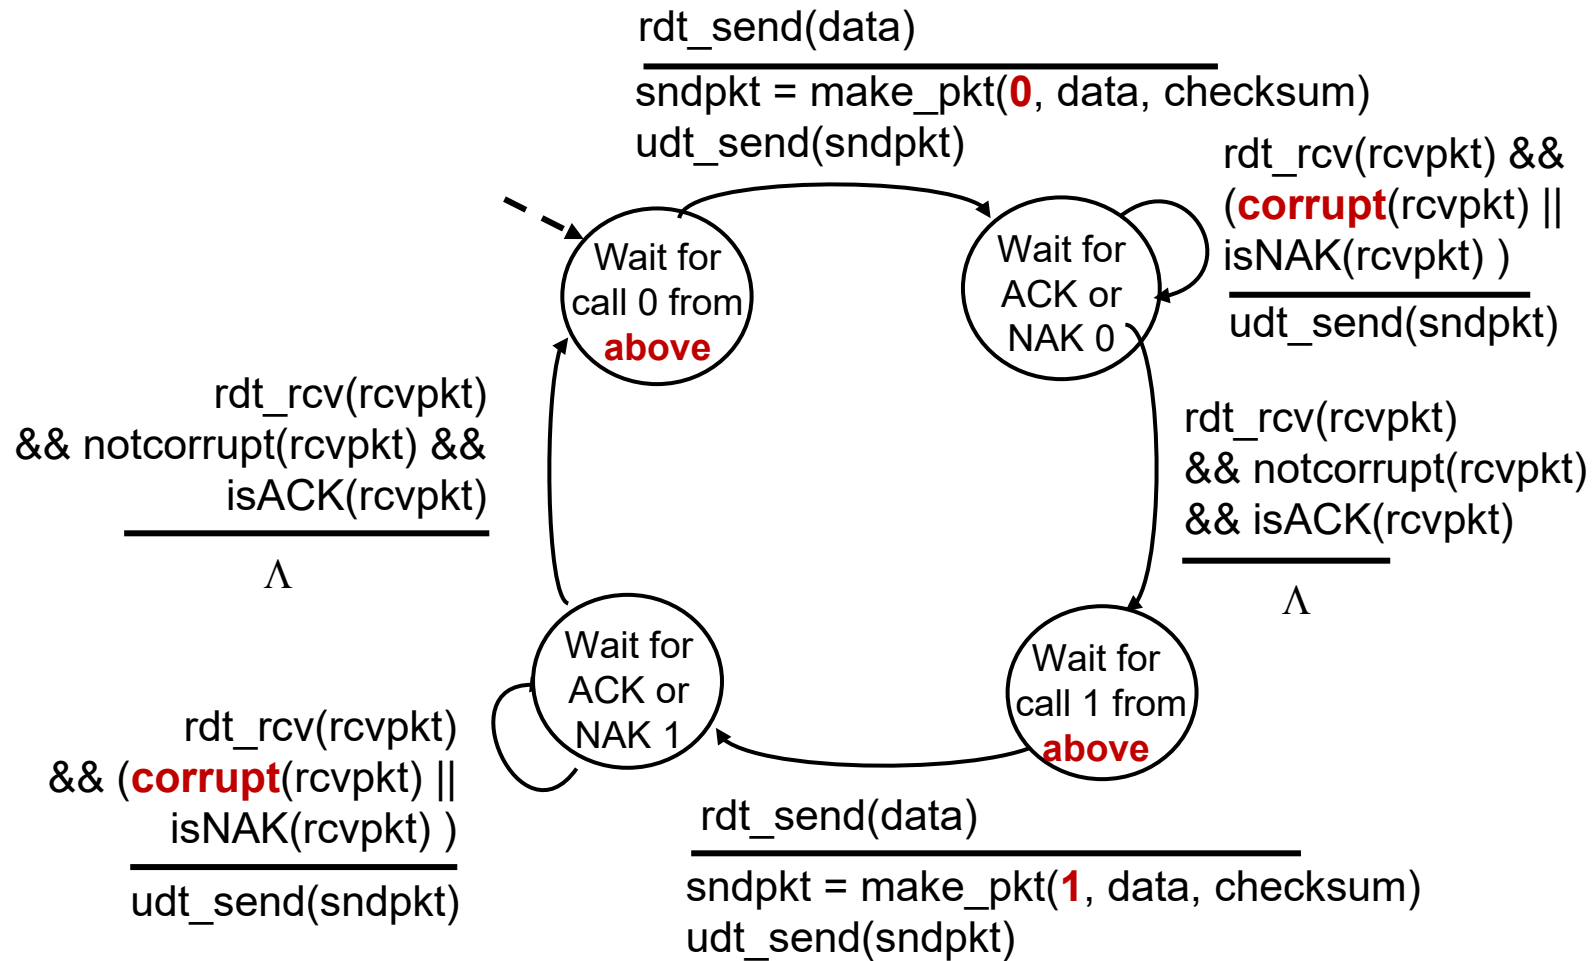 rdt_send(data)
sndpkt = make_pkt(0, data, checksum)
udt_send(sndpkt)
rdt_rcv(rcvpkt) &&
(corrupt(rcvpkt) ||
isNAK(rcvpkt) )
udt_send(sndpkt)
Wait for
call 0 from
above
Wait for
ACK or
NAK 0
rdt_rcv(rcvpkt)
&& notcorrupt(rcvpkt) &&
isACK(rcvpkt)
Λ
rdt_rcv(rcvpkt)
&& notcorrupt(rcvpkt)
&& isACK(rcvpkt)
Λ
Wait for
ACK or
NAK 1
Wait for
call 1 from
above
rdt_rcv(rcvpkt)
&& (corrupt(rcvpkt) ||
isNAK(rcvpkt) )
udt_send(sndpkt)
rdt_send(data)
sndpkt = make_pkt(1, data, checksum)
udt_send(sndpkt)